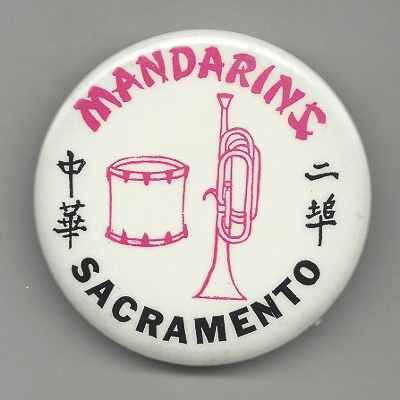 MANDARINS
中華
二埠
SACRAMENTO